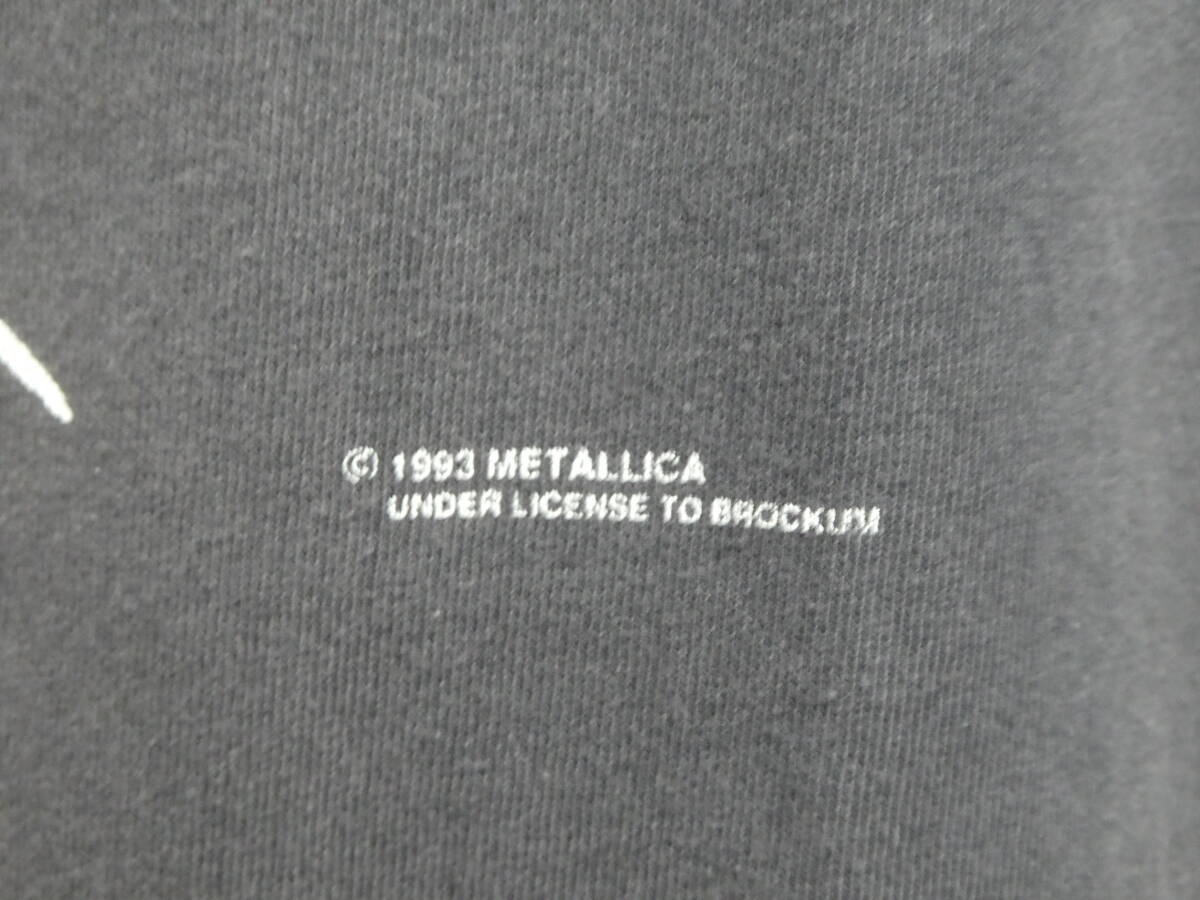 © 1993 METALLICA
UNDER LICENSE TO BROCKUM